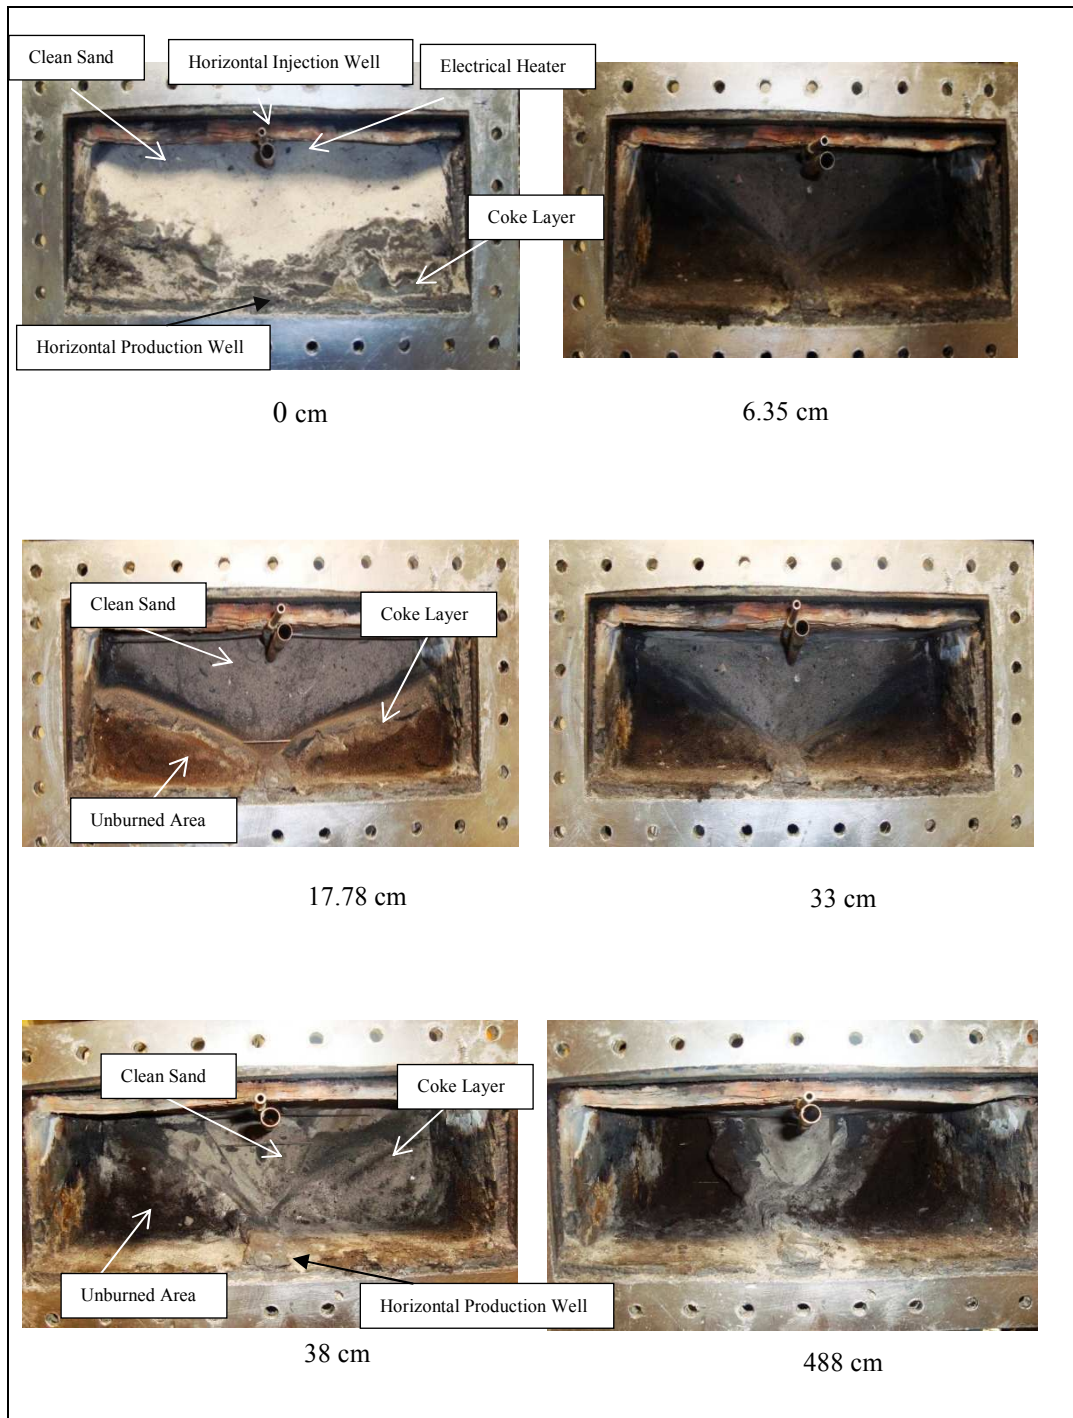 Clean Sand
Horizontal Injection Well
Electrical Heater
Coke Layer
Horizontal Production Well
0 cm
6.35 cm
Clean Sand
Coke Layer
Unburned Area
17.78 cm
33 cm
Clean Sand
Coke Layer
Unburned Area
Horizontal Production Well
38 cm
488 cm